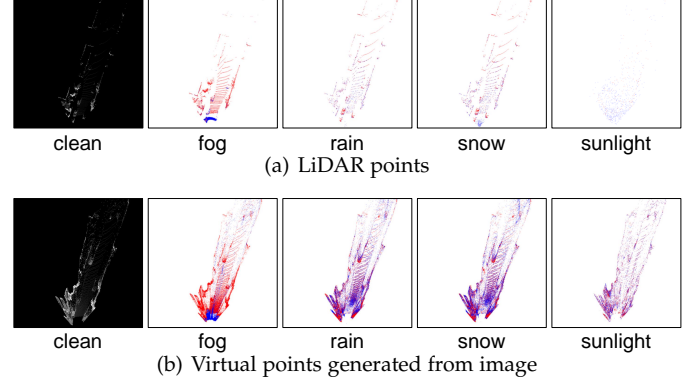 clean fog rain snow sunlight
(a) LiDAR points
clean fog rain snow sunlight
(b) Virtual points generated from image